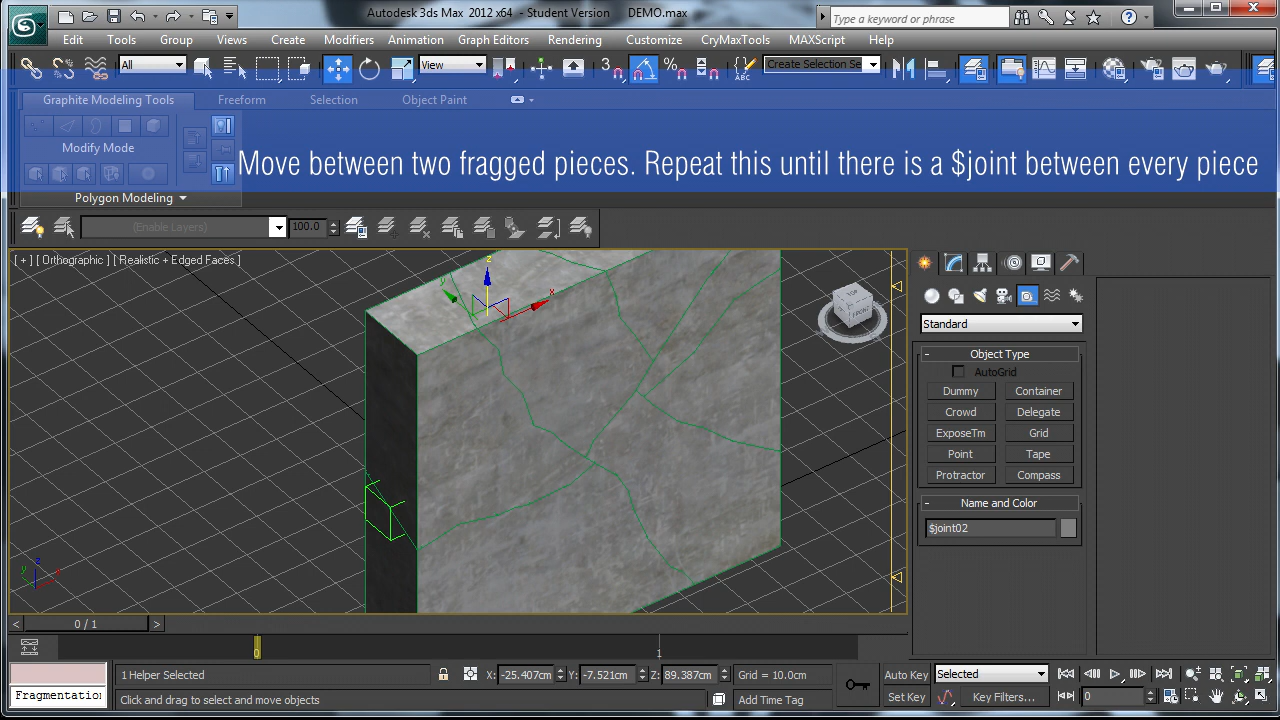 Autodesk 3ds Max 2012 x64 - Student Version DEMO.max
Type a keyword or phrase
Edit Tools Group Views Create Modifiers Animation Graph Editors Rendering Customize CryMaxTools MAXScript Help
All View Create Selection Se
Graphite Modeling Tools Freeform Selection Object Paint
Modify Mode
Move between two fragged pieces. Repeat this until there is a $joint between every piece
Polygon Modeling
(Enable Layers) 100.0
[ + ] [ Orthographic ] [ Realistic + Edged Faces ]
z
y
x
TOP
FRONT
Standard
- Object Type
AutoGrid
Dummy Container
Crowd Delegate
ExposeTm Grid
Point Tape
Protractor Compass
- Name and Color
$joint02
z
y x
< 0 / 1 >
0 1
1 Helper Selected X: -25.407cm Y: -7.521cm Z: 89.387cm Grid = 10.0cm Auto Key Selected
Fragmentatio Click and drag to select and move objects Add Time Tag Set Key Key Filters... 0